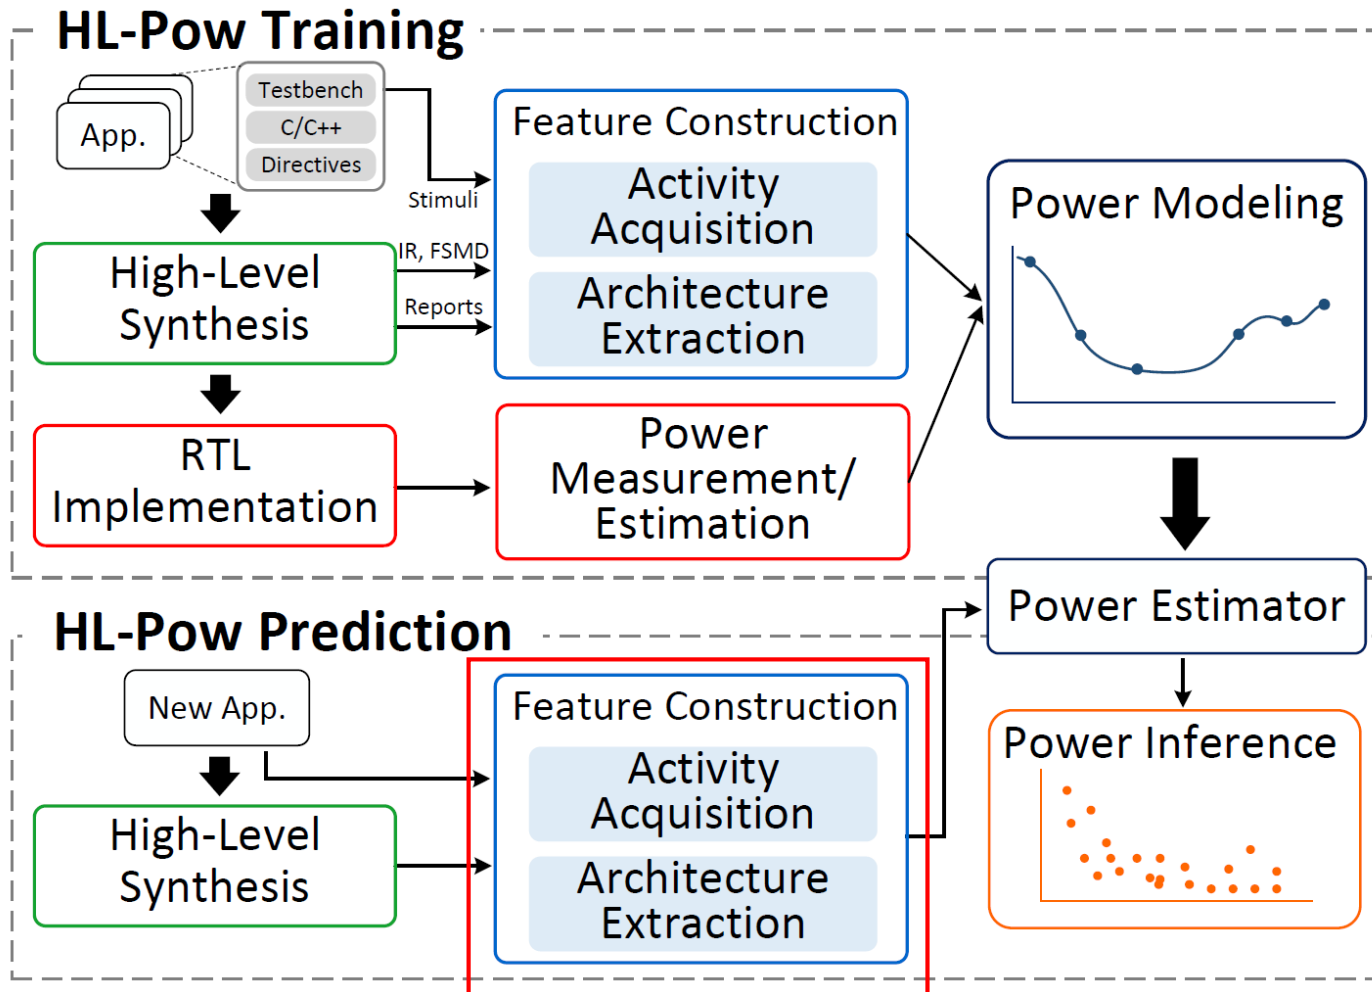 HL-Pow Training
App.
Testbench
C/C++
Directives
Stimuli
High-Level
Synthesis
IR, FSMD
Reports
Feature Construction
Activity
Acquisition
Architecture
Extraction
RTL
Implementation
Power
Measurement/
Estimation
Power Modeling
Power Estimator
HL-Pow Prediction
New App.
High-Level
Synthesis
Feature Construction
Activity
Acquisition
Architecture
Extraction
Power Inference